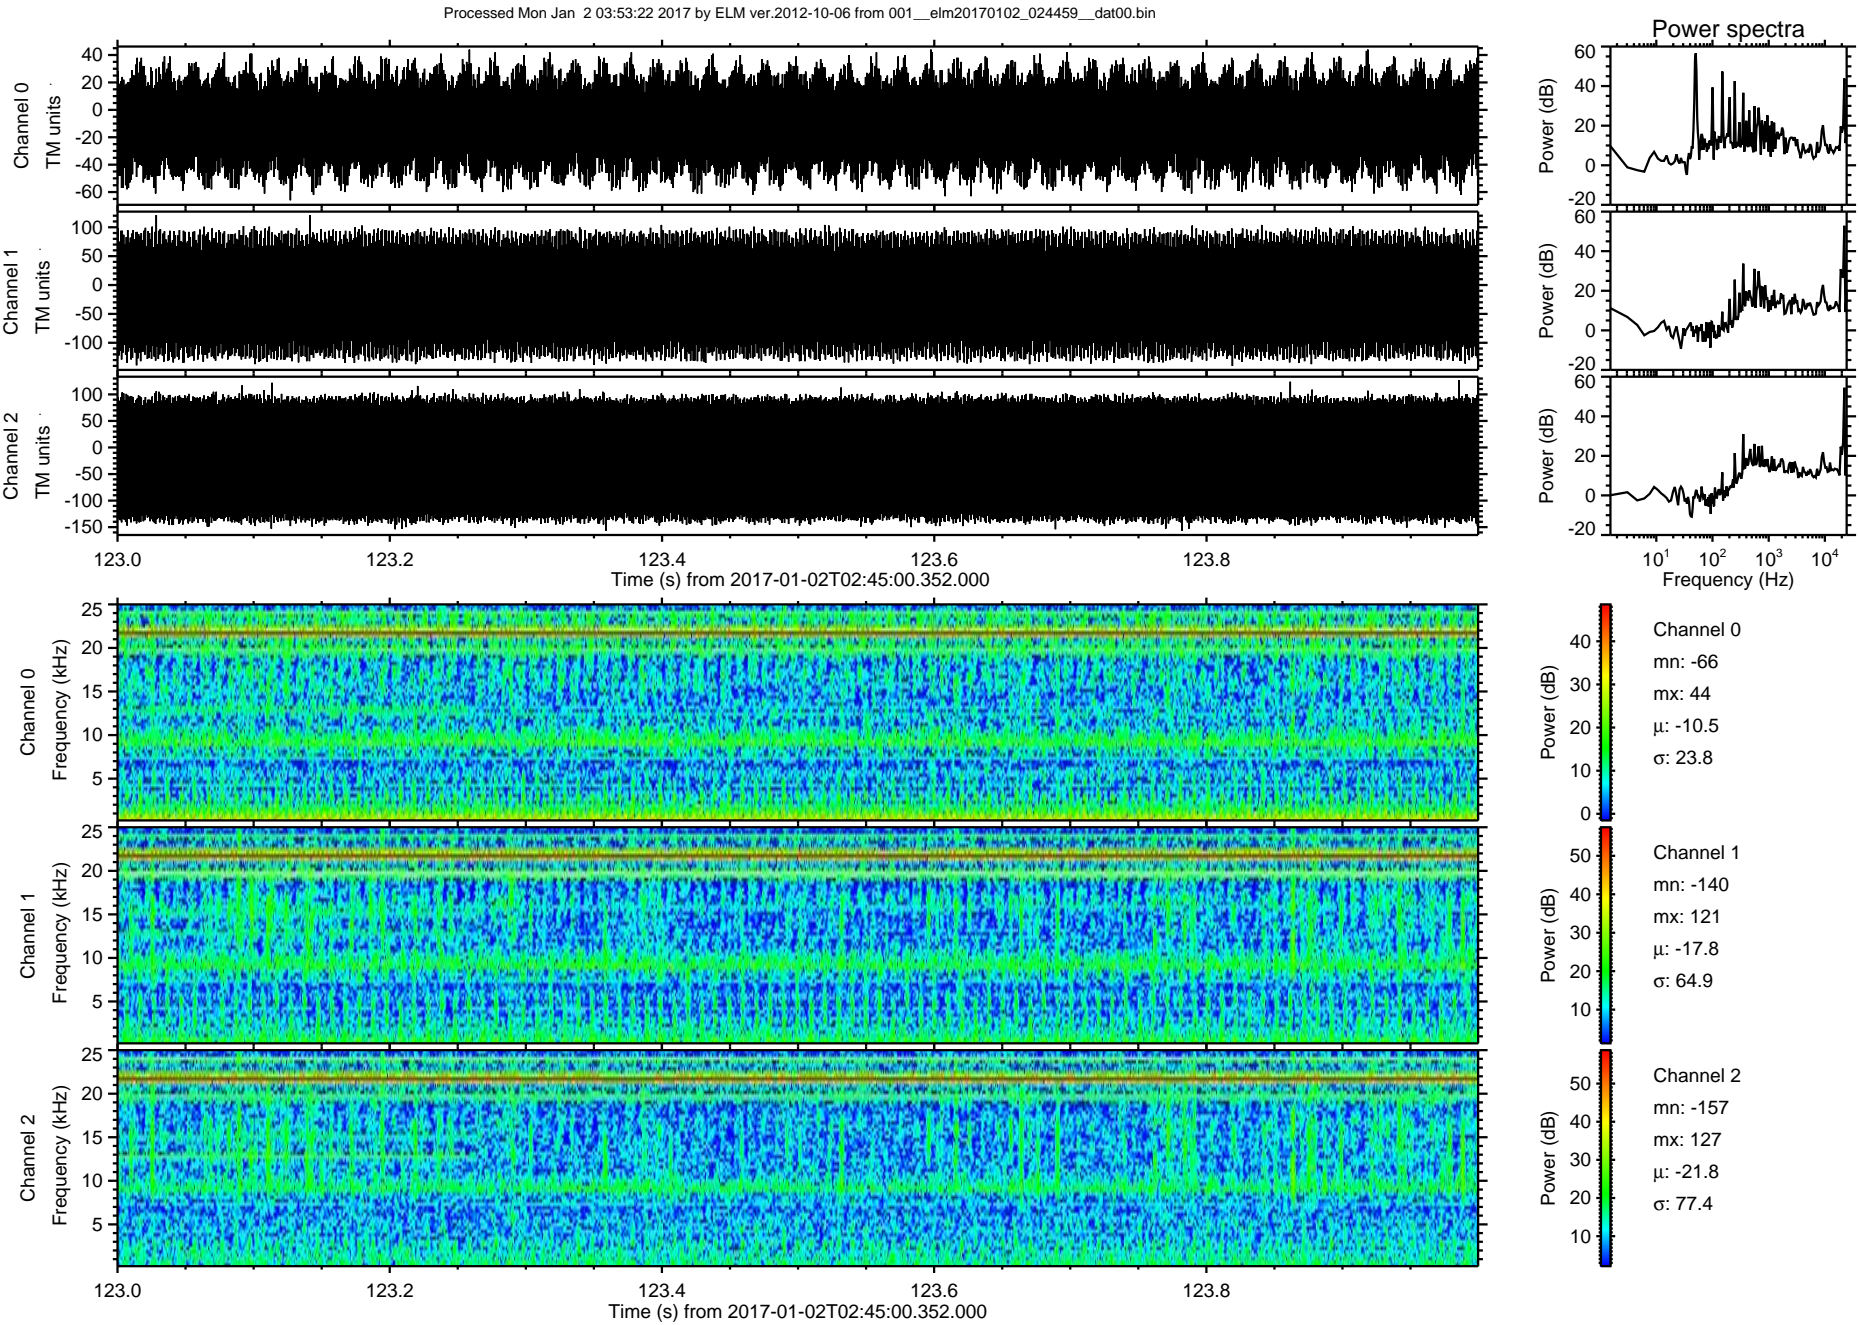 Processed Mon Jan  2 03:53:22 2017 by ELM ver.2012-10-06 from 001__elm20170102_024459__dat00.bin
Power spectra
Channel 0
TM units
40
20
0
-20
-40
-60
Power (dB)
60
40
20
0
-20
Channel 1
TM units
100
50
0
-50
-100
Power (dB)
60
40
20
0
-20
Channel 2
TM units
100
50
0
-50
-100
-150
Power (dB)
60
40
20
0
-20
123.0 123.2 123.4 123.6 123.8
Time (s) from 2017-01-02T02:45:00.352.000
10^1 10^2 10^3 10^4
Frequency (Hz)
Channel 0
Frequency (kHz)
25
20
15
10
5
Power (dB)
40
30
20
10
0
Channel 0
mn: -66
mx: 44
μ: -10.5
σ: 23.8
Channel 1
Frequency (kHz)
25
20
15
10
5
Power (dB)
50
40
30
20
10
Channel 1
mn: -140
mx: 121
μ: -17.8
σ: 64.9
Channel 2
Frequency (kHz)
25
20
15
10
5
Power (dB)
50
40
30
20
10
Channel 2
mn: -157
mx: 127
μ: -21.8
σ: 77.4
123.0 123.2 123.4 123.6 123.8
Time (s) from 2017-01-02T02:45:00.352.000